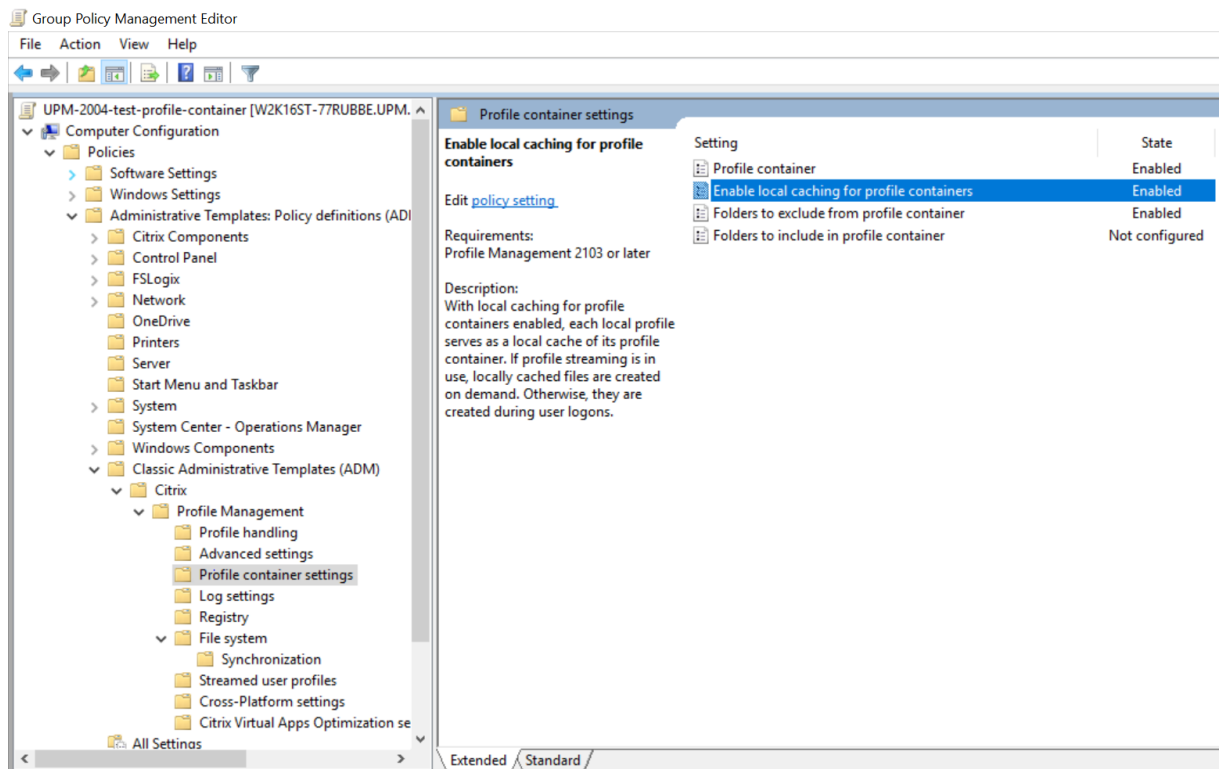 Group Policy Management Editor
File Action View Help
UPM-2004-test-profile-container [W2K16ST-77RUBBE.UPM.
Computer Configuration
Policies
Software Settings
Windows Settings
Administrative Templates: Policy definitions (ADI
Citrix Components
Control Panel
FSLogix
Network
OneDrive
Printers
Server
Start Menu and Taskbar
System
System Center - Operations Manager
Windows Components
Classic Administrative Templates (ADM)
Citrix
Profile Management
Profile handling
Advanced settings
Profile container settings
Log settings
Registry
File system
Synchronization
Streamed user profiles
Cross-Platform settings
Citrix Virtual Apps Optimization se
All Settings
Profile container settings
Enable local caching for profile
containers
Edit policy setting
Requirements:
Profile Management 2103 or later
Description:
With local caching for profile
containers enabled, each local profile
serves as a local cache of its profile
container. If profile streaming is in
use, locally cached files are created
on demand. Otherwise, they are
created during user logons.
Setting State
Profile container Enabled
Enable local caching for profile containers Enabled
Folders to exclude from profile container Enabled
Folders to include in profile container Not configured
Extended Standard